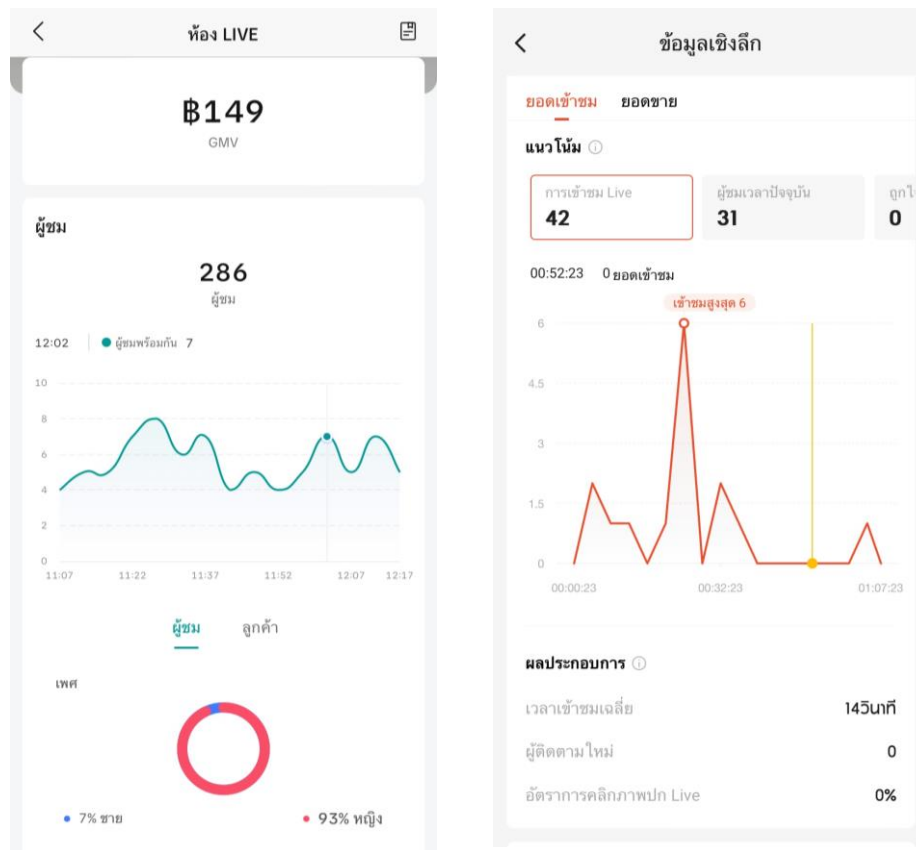 ห้อง LIVE
฿149
GMV
ผู้ชม
286
ผู้ชม
12:02 ผู้ชมพร้อมกัน 7
10
8
6
4
2
0
11:07 11:22 11:37 11:52 12:07 12:17
ผู้ชม ลูกค้า
เพศ
7% ชาย 93% หญิง
ข้อมูลเชิงลึก
ยอดเข้าชม ยอดขาย
แนวโน้ม
การเข้าชม Live ผู้ชมเวลาปัจจุบัน
42 31 0
00:52:23 0 ยอดเข้าชม
เข้าชมสูงสุด 6
6
4.5
3
1.5
0
00:00:23 00:32:23 01:07:23
ผลประกอบการ
เวลาเข้าชมเฉลี่ย 14วินาที
ผู้ติดตามใหม่ 0
อัตราการคลิกภาพปก Live 0%